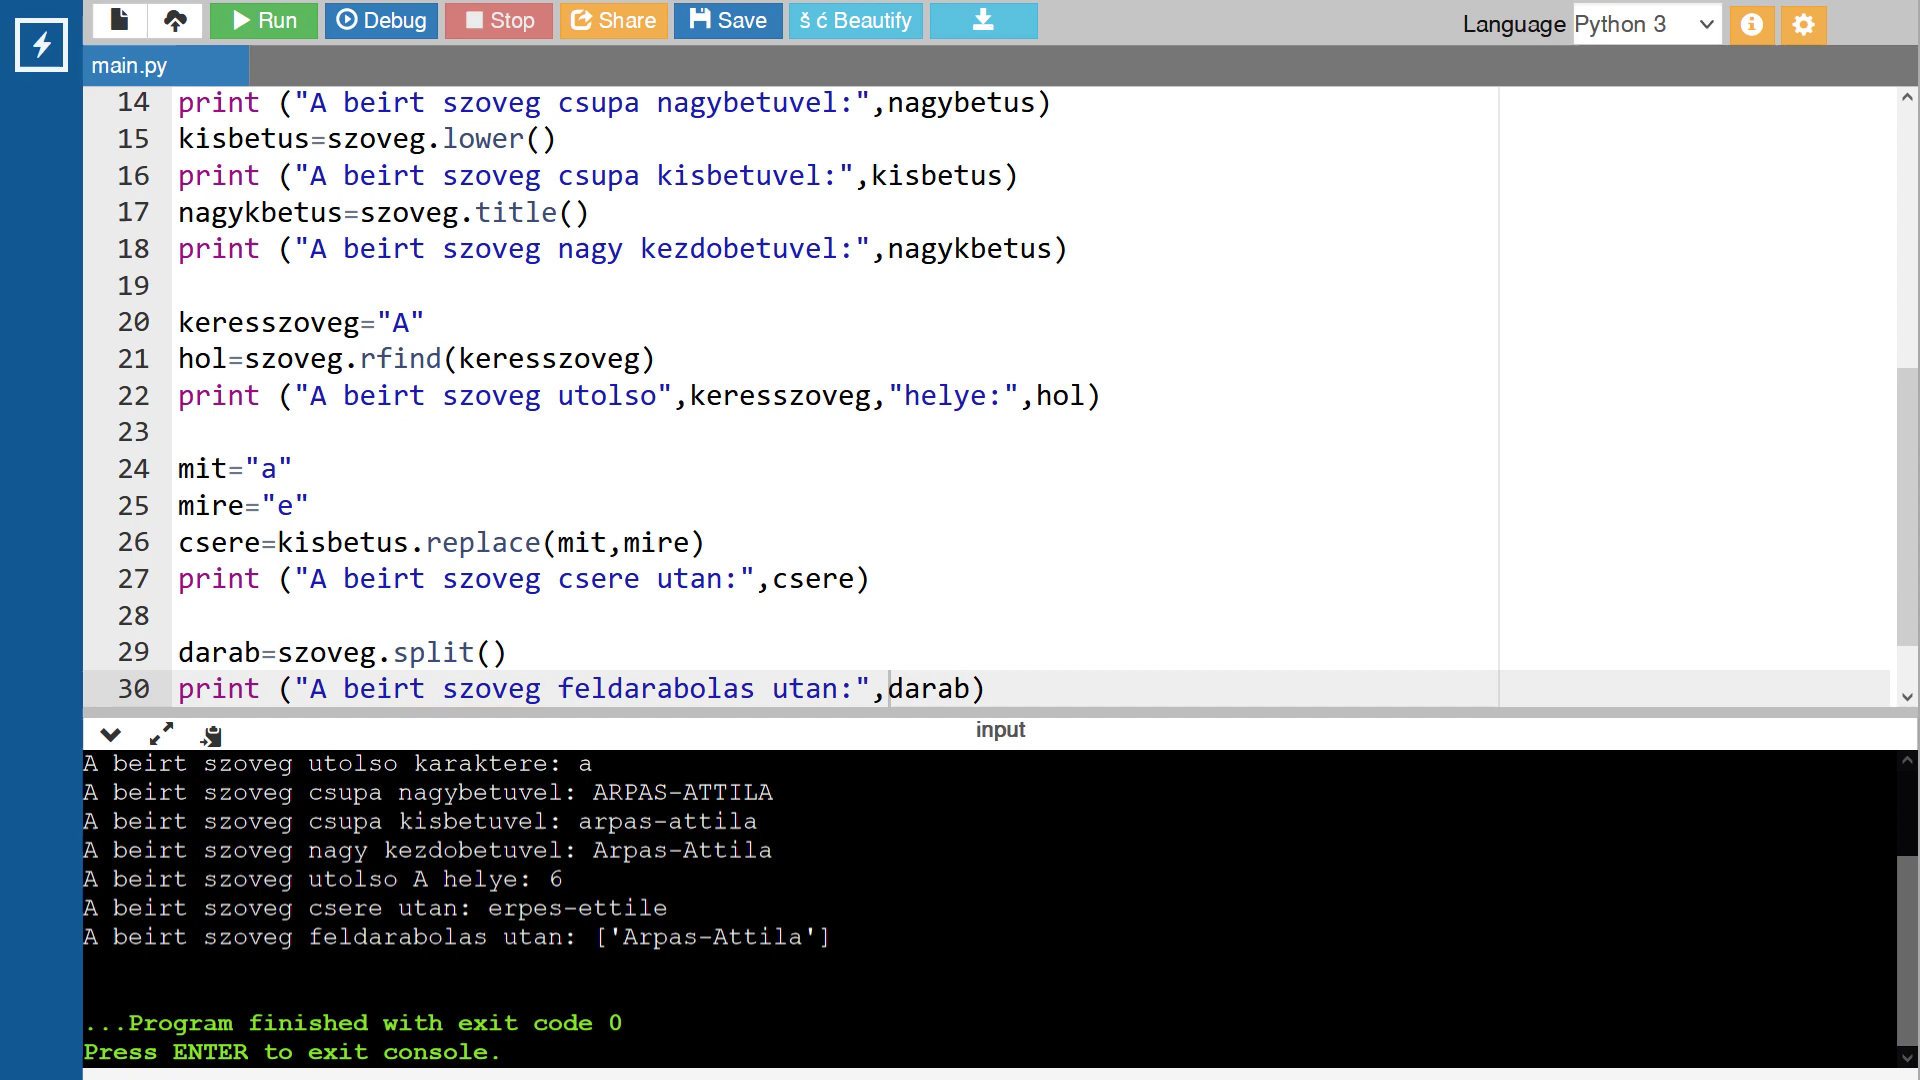 Run Debug Stop Share Save š ć Beautify Language Python 3
main.py
14 print ("A beirt szoveg csupa nagybetuvel:",nagybetus)
15 kisbetus=szoveg.lower()
16 print ("A beirt szoveg csupa kisbetuvel:",kisbetus)
17 nagykbetus=szoveg.title()
18 print ("A beirt szoveg nagy kezdobetuvel:",nagykbetus)
19
20 keresszoveg="A"
21 hol=szoveg.rfind(keresszoveg)
22 print ("A beirt szoveg utolso",keresszoveg,"helye:",hol)
23
24 mit="a"
25 mire="e"
26 csere=kisbetus.replace(mit,mire)
27 print ("A beirt szoveg csere utan:",csere)
28
29 darab=szoveg.split()
30 print ("A beirt szoveg feldarabolas utan:",darab)
input
A beirt szoveg utolso karaktere: a
A beirt szoveg csupa nagybetuvel: ARPAS-ATTILA
A beirt szoveg csupa kisbetuvel: arpas-attila
A beirt szoveg nagy kezdobetuvel: Arpas-Attila
A beirt szoveg utolso A helye: 6
A beirt szoveg csere utan: erpes-ettile
A beirt szoveg feldarabolas utan: ['Arpas-Attila']
...Program finished with exit code 0
Press ENTER to exit console.